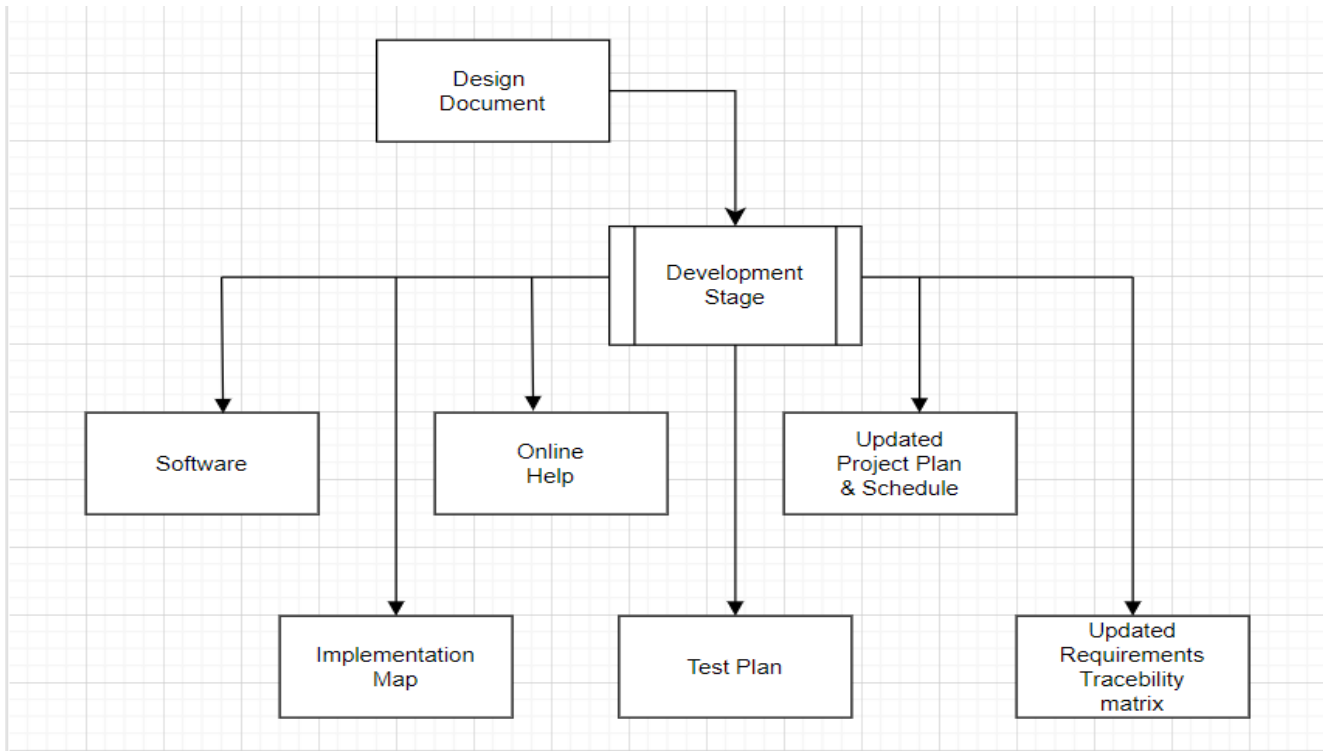 Design
Document
Development
Stage
Software
Online
Help
Updated
Project Plan
& Schedule
Implementation
Map
Test Plan
Updated
Requirements
Tracebility
matrix